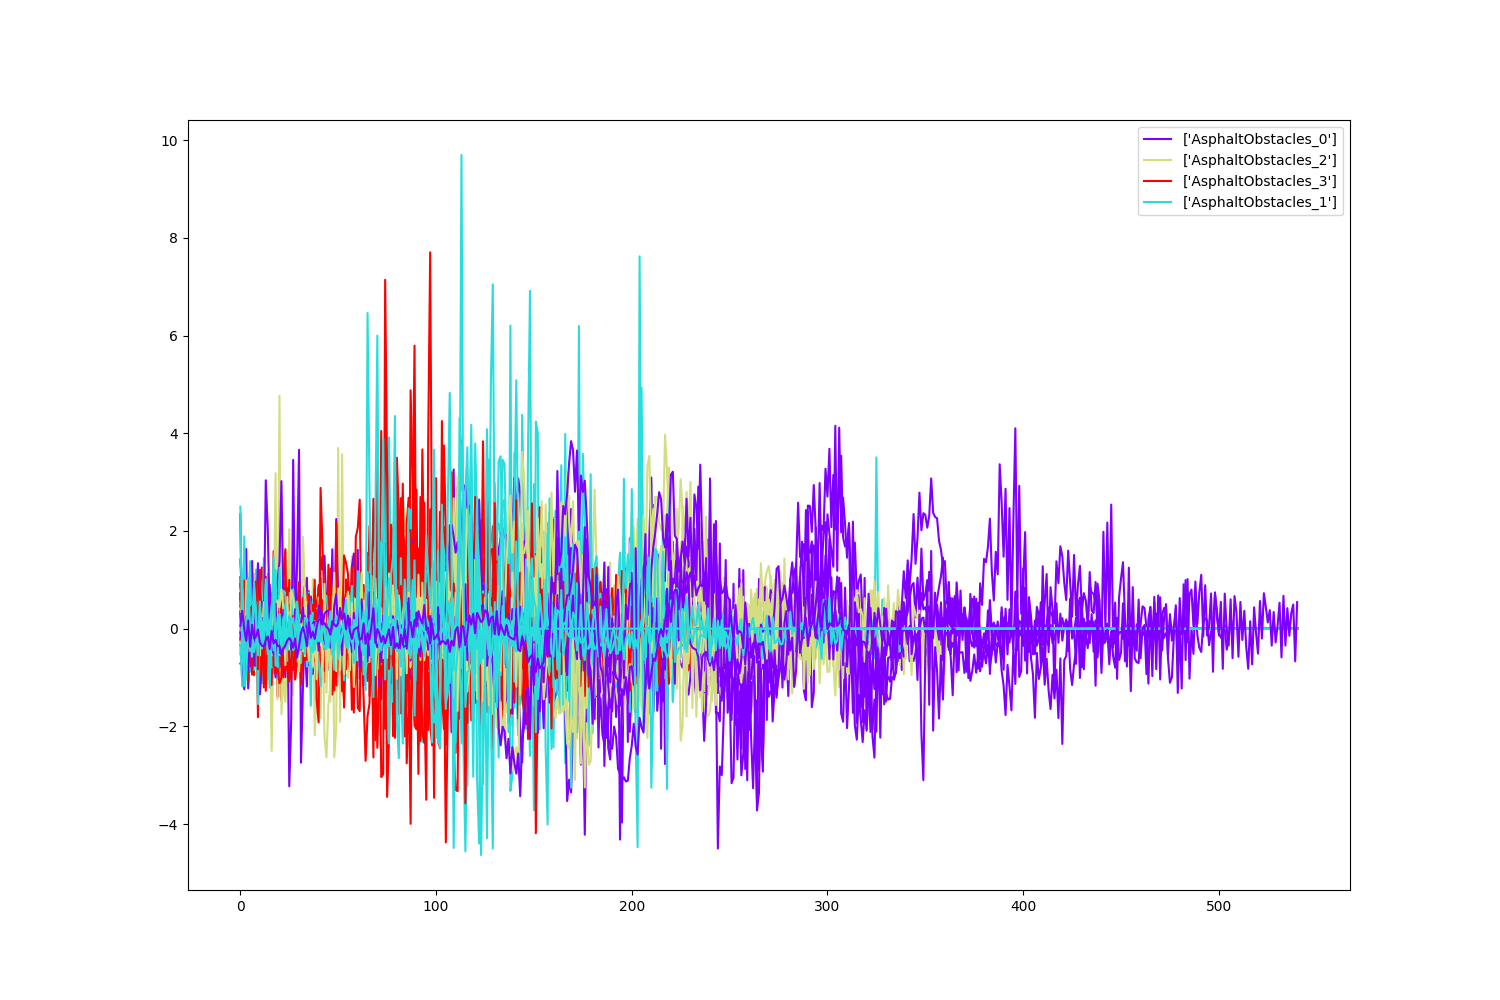 10
8
6
4
2
0
−2
−4
0 100 200 300 400 500
['AsphaltObstacles_0']
['AsphaltObstacles_2']
['AsphaltObstacles_3']
['AsphaltObstacles_1']